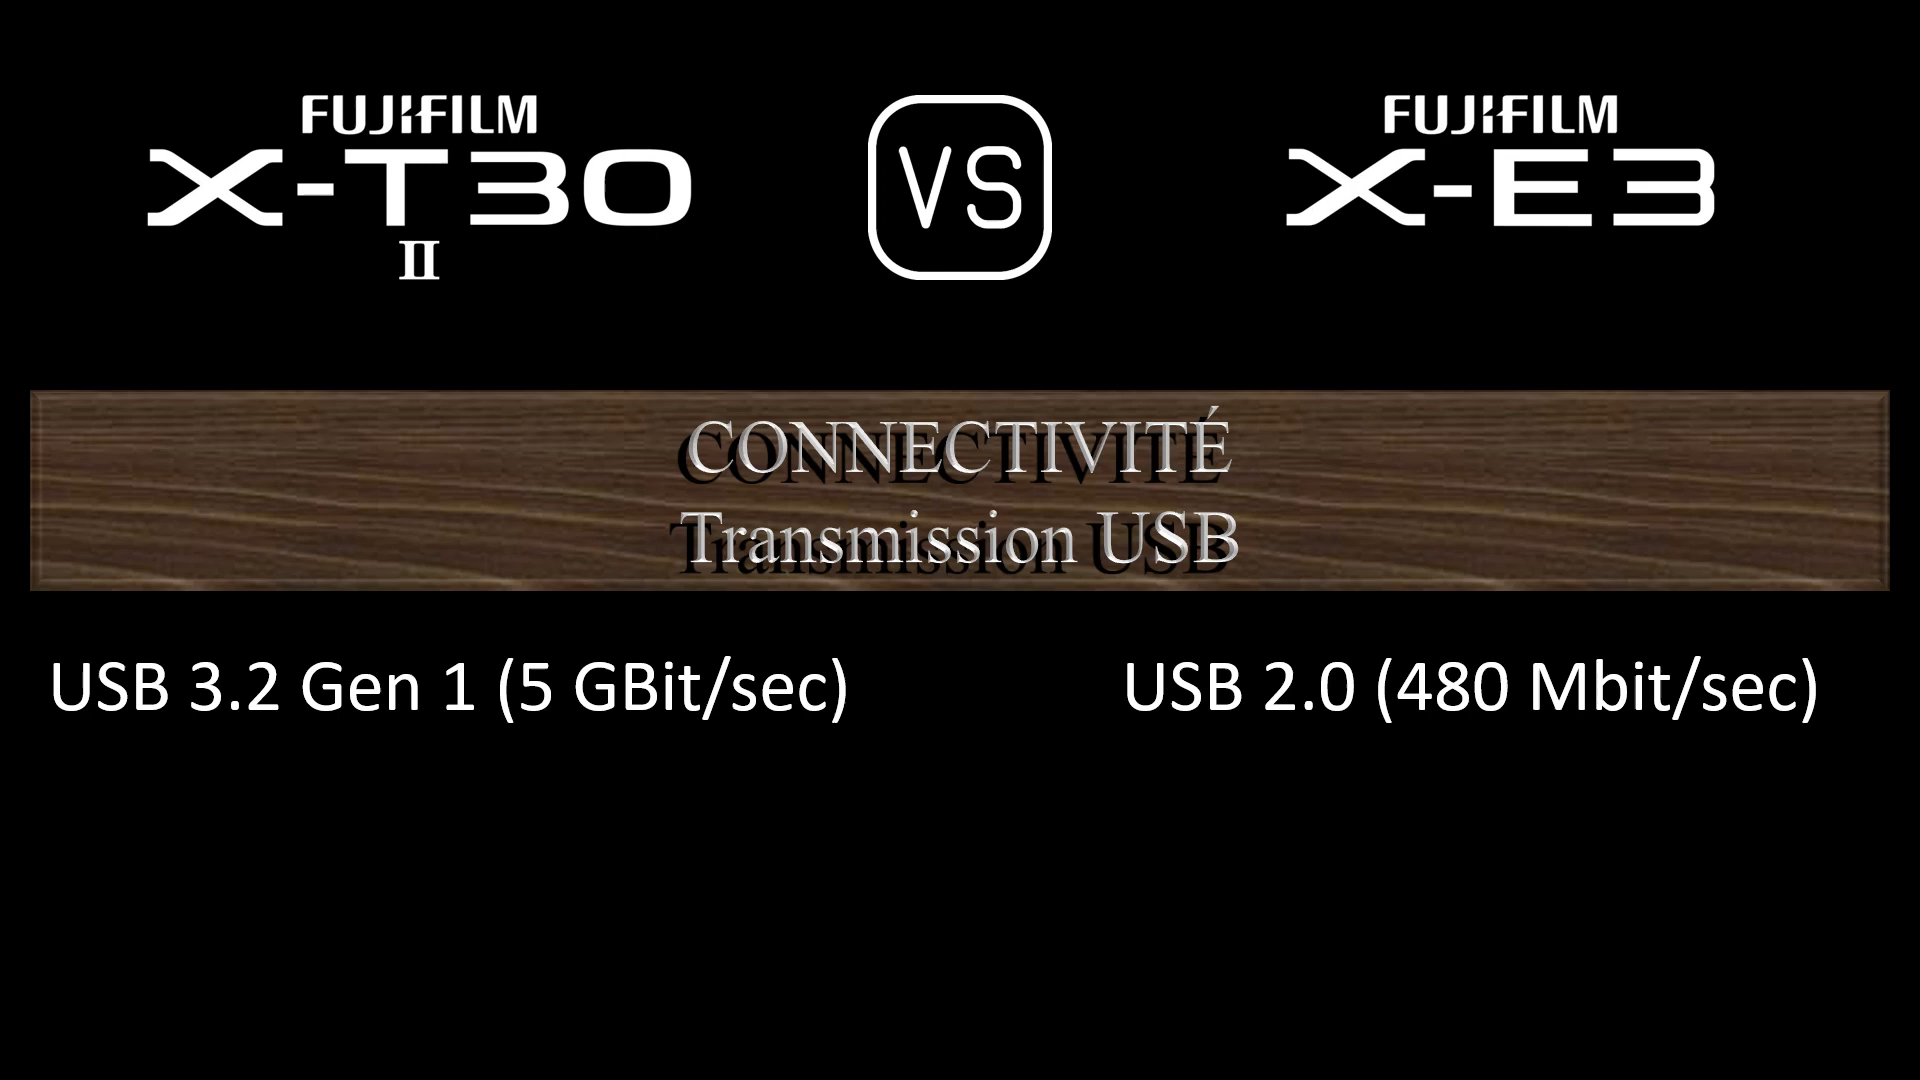 FUJIFILM
X-T30
II
VS
FUJIFILM
X-E3
CONNECTIVITÉ
Transmission USB
USB 3.2 Gen 1 (5 GBit/sec)
USB 2.0 (480 Mbit/sec)